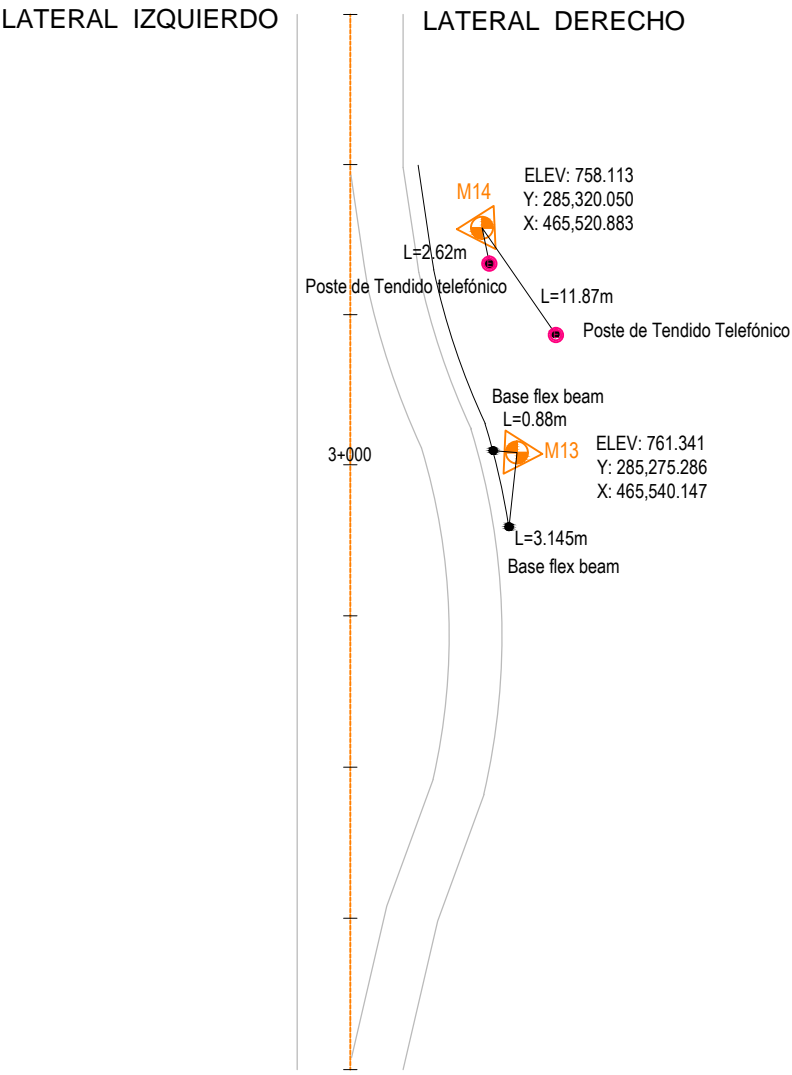 LATERAL IZQUIERDO
LATERAL DERECHO
M14
ELEV: 758.113
Y: 285,320.050
X: 465,520.883
L=2.62m
Poste de Tendido telefónico
L=11.87m
Poste de Tendido Telefónico
Base flex beam
L=0.88m
M13
ELEV: 761.341
Y: 285,275.286
X: 465,540.147
3+000
L=3.145m
Base flex beam